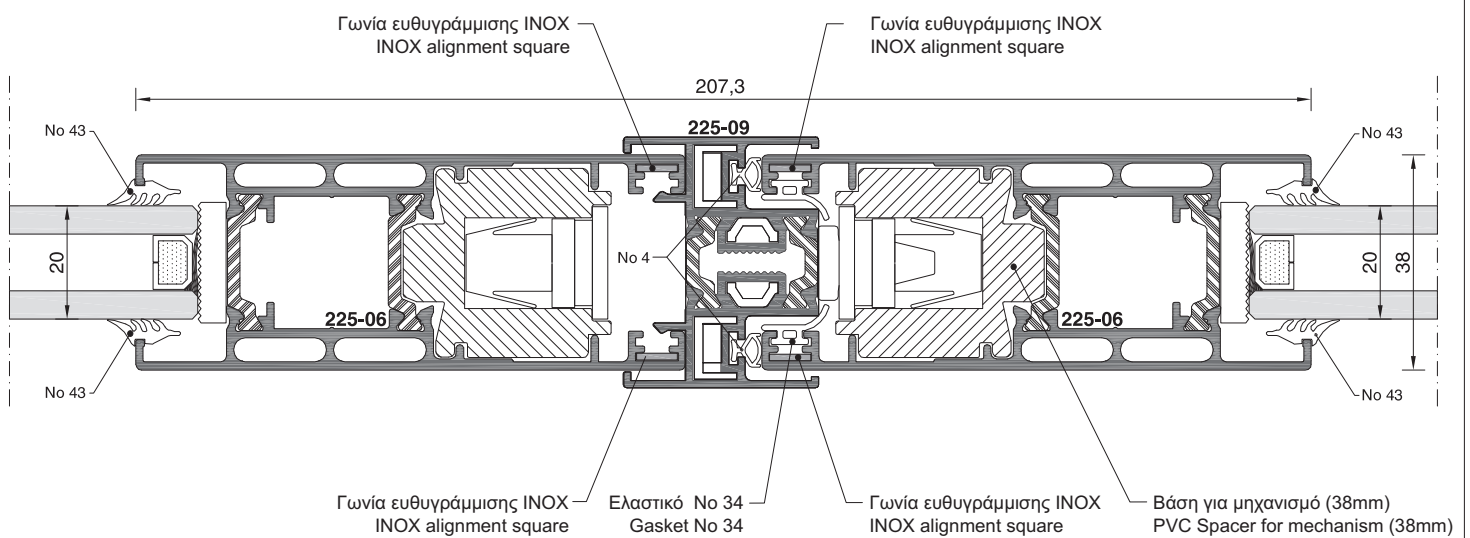 Γωνία ευθυγράμμισης INOX
INOX alignment square
Γωνία ευθυγράμμισης INOX
INOX alignment square
207,3
No 43
225-09
No 43
20
No 4
20
38
225-06
225-06
No 43
No 43
Γωνία ευθυγράμμισης INOX
INOX alignment square
Ελαστικό No 34
Gasket No 34
Γωνία ευθυγράμμισης INOX
INOX alignment square
Βάση για μηχανισμό (38mm)
PVC Spacer for mechanism (38mm)